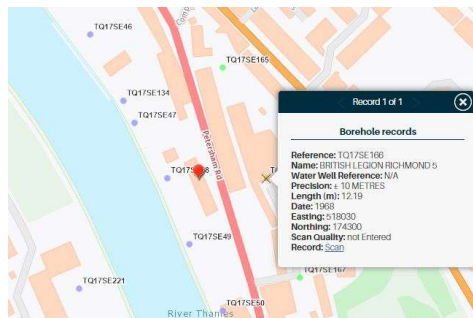 TQ17SE46
Comp
TQ17SE165
TQ17SE134
TQ17SE47
Petersham Rd
TQ17SE49
TQ17SE221
TQ17SE50
River Thames
TQ17SE167
Record 1 of 1
Borehole records
Reference: TQ17SE166
Name: BRITISH LEGION RICHMOND 5
Water Well Reference: N/A
Precision: ± 10 METRES
Length (m): 12.19
Date: 1968
Easting: 518030
Northing: 174300
Scan Quality: not Entered
Record: Scan